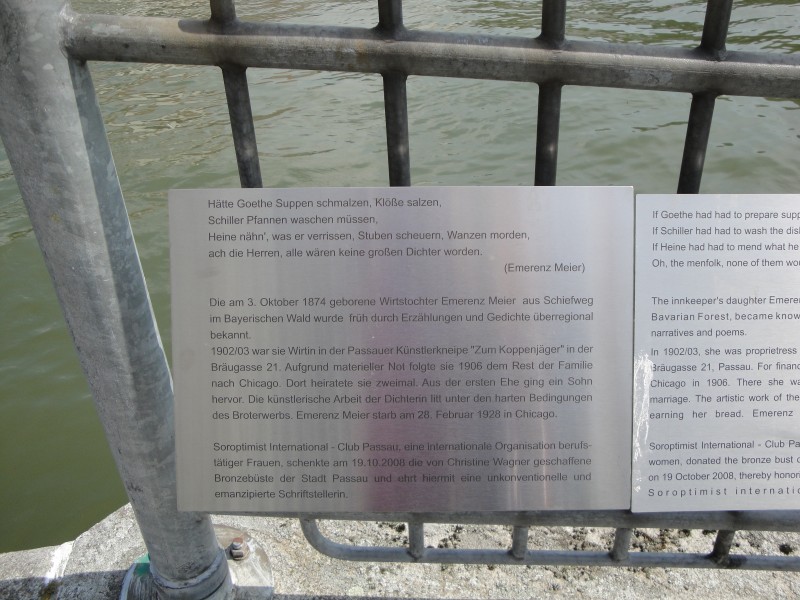 Hätte Goethe Suppen schmalzen, Klöße salzen,
Schiller Pfannen waschen müssen,
Heine nähn', was er verrissen, Stuben scheuern, Wanzen morden,
ach die Herren, alle wären keine großen Dichter worden.
(Emerenz Meier)
Die am 3. Oktober 1874 geborene Wirtstochter Emerenz Meier aus Schiefweg
im Bayerischen Wald wurde früh durch Erzählungen und Gedichte überregional
bekannt.
1902/03 war sie Wirtin in der Passauer Künstlerkneipe "Zum Koppenjäger" in der
Bräugasse 21. Aufgrund materieller Not folgte sie 1906 dem Rest der Familie
nach Chicago. Dort heiratete sie zweimal. Aus der ersten Ehe ging ein Sohn
hervor. Die künstlerische Arbeit der Dichterin litt unter den harten Bedingungen
des Broterwerbs. Emerenz Meier starb am 28. Februar 1928 in Chicago.
Soroptimist International - Club Passau, eine internationale Organisation berufs-
tätiger Frauen, schenkte am 19.10.2008 die von Christine Wagner geschaffene
Bronzebüste der Stadt Passau und ehrt hiermit eine unkonventionelle und
emanzipierte Schriftstellerin.
If Goethe had had to prepare supp
If Schiller had had to wash the dis
If Heine had had to mend what he
Oh, the menfolk, none of them wo
The innkeeper's daughter Emere
Bavarian Forest, became know
narratives and poems.
In 1902/03, she was proprietress
Bräugasse 21, Passau. For financ
Chicago in 1906. There she wa
marriage. The artistic work of the
earning her bread. Emerenz
Soroptimist International - Club Pa
women, donated the bronze bust o
on 19 October 2008, thereby honor
Soroptimist internatio